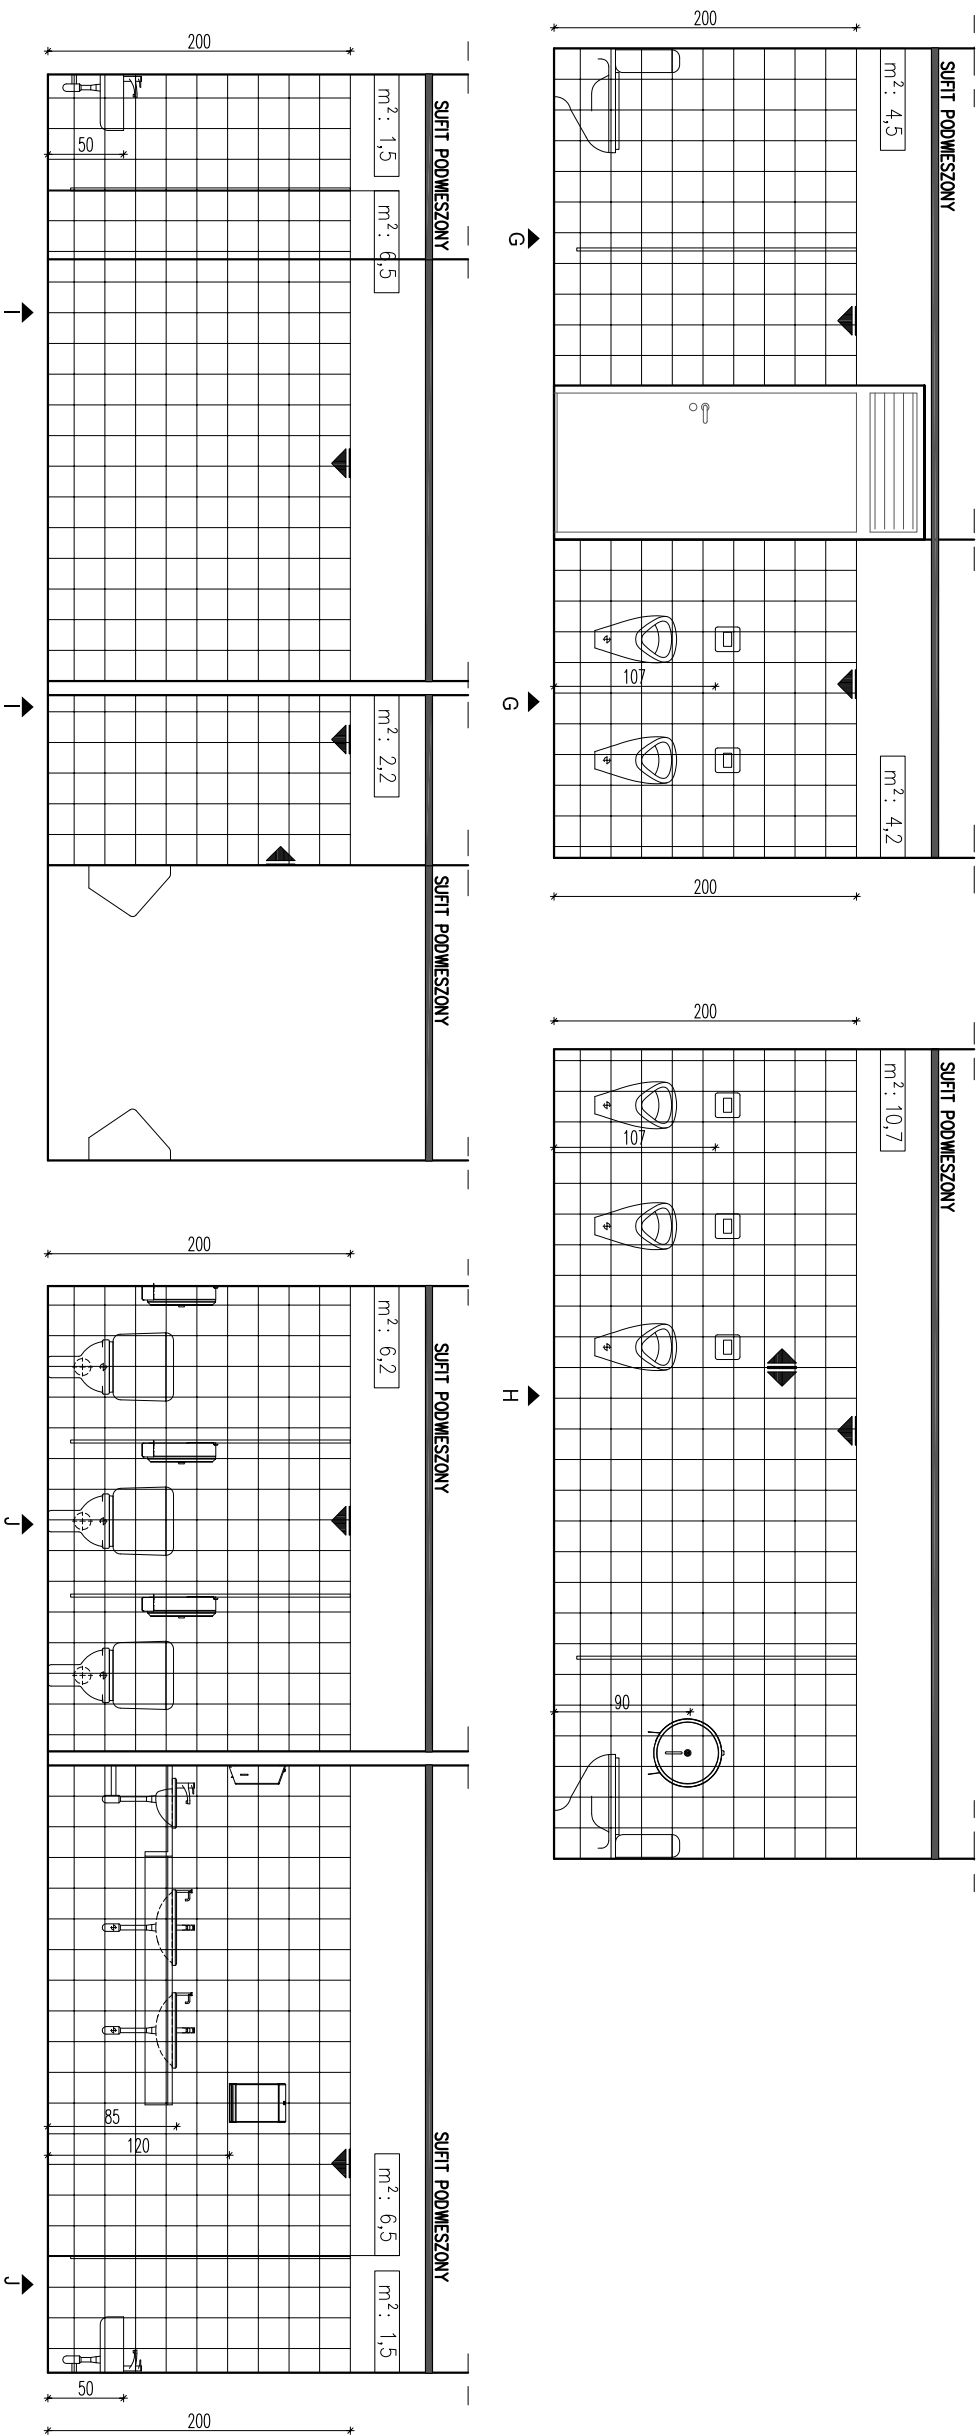 200
SUFIT PODWIESZONY
m²: 4,5
G
107
G
m²: 4,2
200
200
SUFIT PODWIESZONY
m²: 10,7
107
H
90
200
SUFIT PODWIESZONY
m²: 1,5
50
m²: 6,5
I
I
m²: 2,2
SUFIT PODWIESZONY
200
SUFIT PODWIESZONY
m²: 6,2
J
85
120
SUFIT PODWIESZONY
m²: 6,5
m²: 1,5
J
50
200